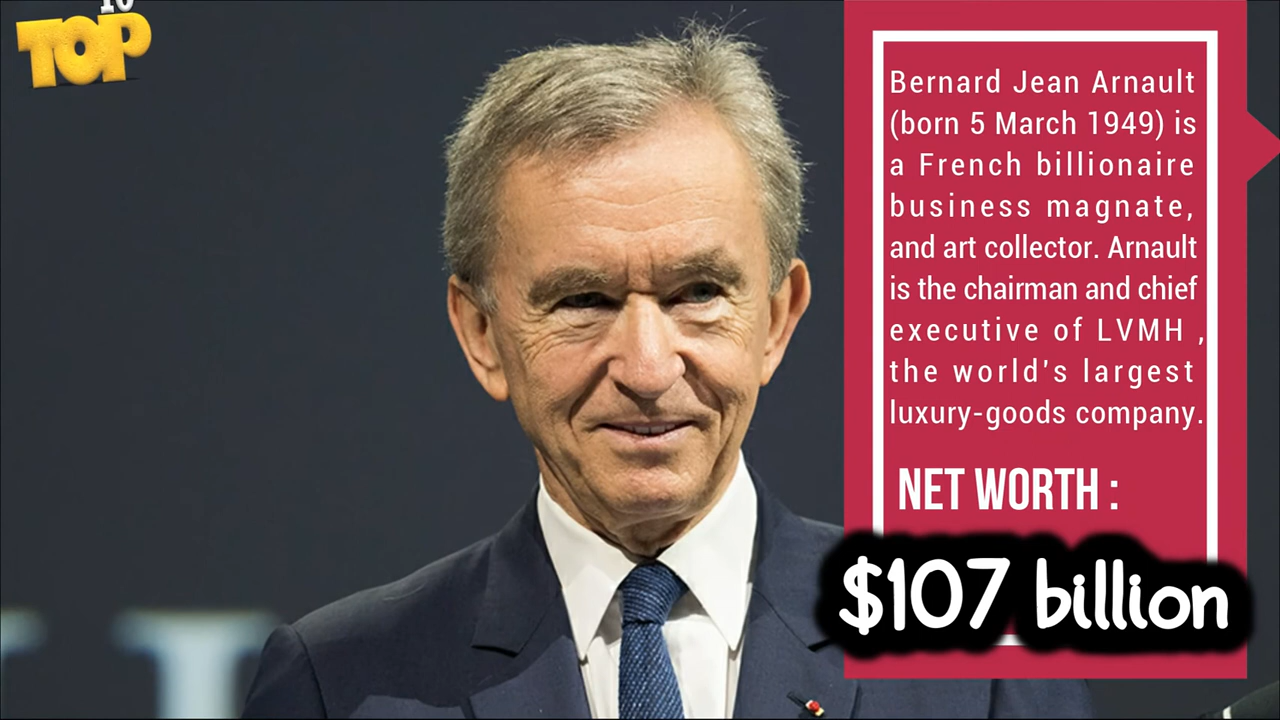 10
TOP
Bernard Jean Arnault
(born 5 March 1949) is
a French billionaire
business magnate,
and art collector. Arnault
is the chairman and chief
executive of LVMH ,
the world's largest
luxury-goods company.
NET WORTH :
$107 billion